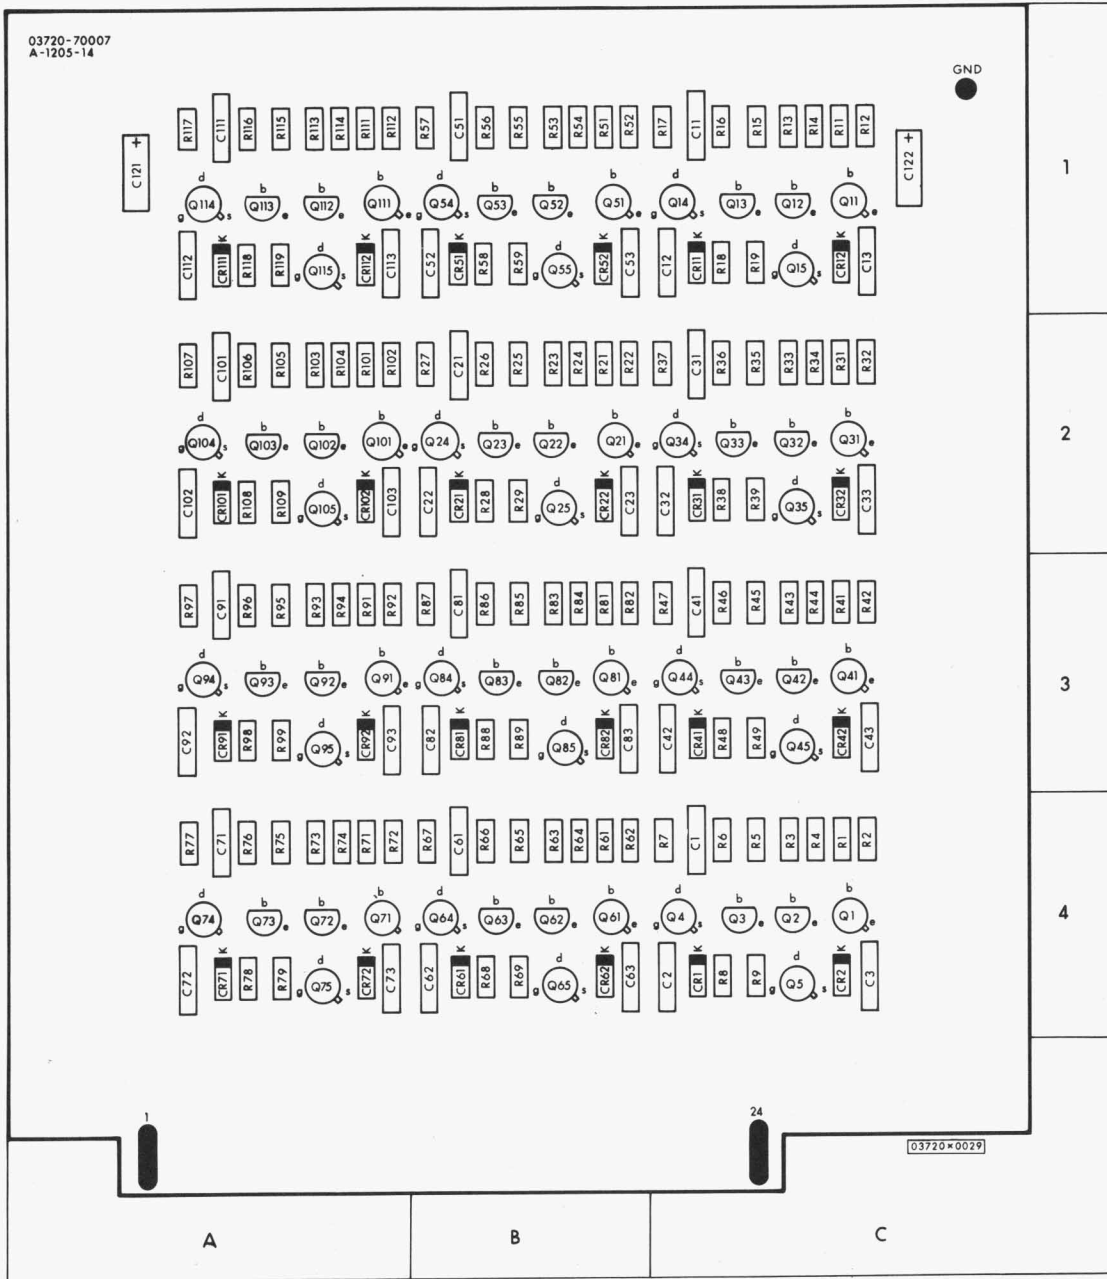 03720-70007
A-1205-14
GND
R117 C111 R116 R115 R113 R114 R111 R112 R57 C51 R56 R55 R53 R54 R51 R52 R17 C11 R16 R15 R13 R14 R11 R12
C121 + C122 +
1
d b b b d b b b d b b b
g Q114 s Q113 e Q112 e Q111 e g Q54 s Q53 e Q52 e Q51 e g Q14 s Q13 e Q12 e Q11 e
K d K K d K K d K
C112 CR111 R118 R119 g Q115 s CR112 C113 C52 CR51 R58 R59 g Q55 s CR52 C53 C12 CR11 R18 R19 g Q15 s CR12 C13
R107 C101 R106 R105 R103 R104 R101 R102 R27 C21 R26 R25 R23 R24 R21 R22 R37 C31 R36 R35 R33 R34 R31 R32
2
d b b b d b b b d b b b
g Q104 s Q103 e Q102 e Q101 e g Q24 s Q23 e Q22 e Q21 e g Q34 s Q33 e Q32 e Q31 e
K d K K d K K d K
C102 CR101 R108 R109 g Q105 s CR102 C103 C22 CR21 R28 R29 g Q25 s CR22 C23 C32 CR31 R38 R39 g Q35 s CR32 C33
R97 C91 R96 R95 R93 R94 R91 R92 R87 C81 R86 R85 R83 R84 R81 R82 R47 C41 R46 R45 R43 R44 R41 R42
3
d b b b d b b b d b b b
g Q94 s Q93 e Q92 e Q91 e g Q84 s Q83 e Q82 e Q81 e g Q44 s Q43 e Q42 e Q41 e
K d K K d K K d K
C92 CR91 R98 R99 g Q95 s CR92 C93 C82 CR81 R88 R89 g Q85 s CR82 C83 C42 CR41 R48 R49 g Q45 s CR42 C43
R77 C71 R76 R75 R73 R74 R71 R72 R67 C61 R66 R65 R63 R64 R61 R62 R7 C1 R6 R5 R3 R4 R1 R2
4
d b b b d b b b d b b b
g Q74 s Q73 e Q72 e Q71 e g Q64 s Q63 e Q62 e Q61 e g Q4 s Q3 e Q2 e Q1 e
K d K K d K K d K
C72 CR71 R78 R79 g Q75 s CR72 C73 C62 CR61 R68 R69 g Q65 s CR62 C63 C2 CR1 R8 R9 g Q5 s CR2 C3
1 24
03720×0029
A B C